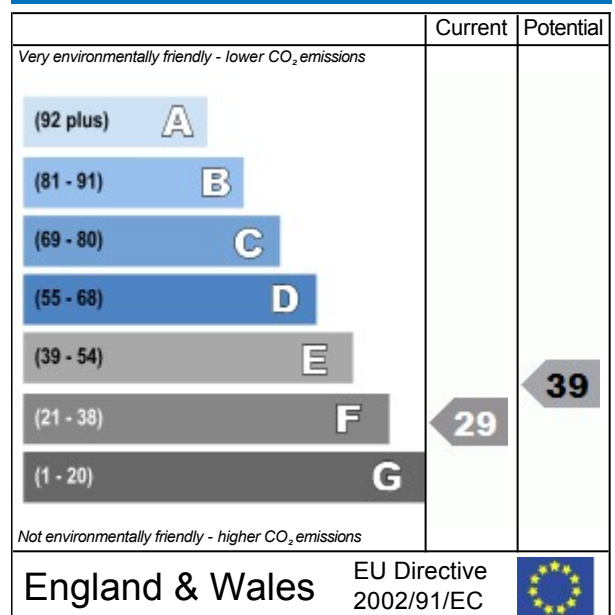 Current Potential
Very environmentally friendly - lower CO₂ emissions
(92 plus) A
(81 - 91) B
(69 - 80) C
(55 - 68) D
(39 - 54) E
39
(21 - 38) F 29
(1 - 20) G
Not environmentally friendly - higher CO₂ emissions
England & Wales
EU Directive
2002/91/EC